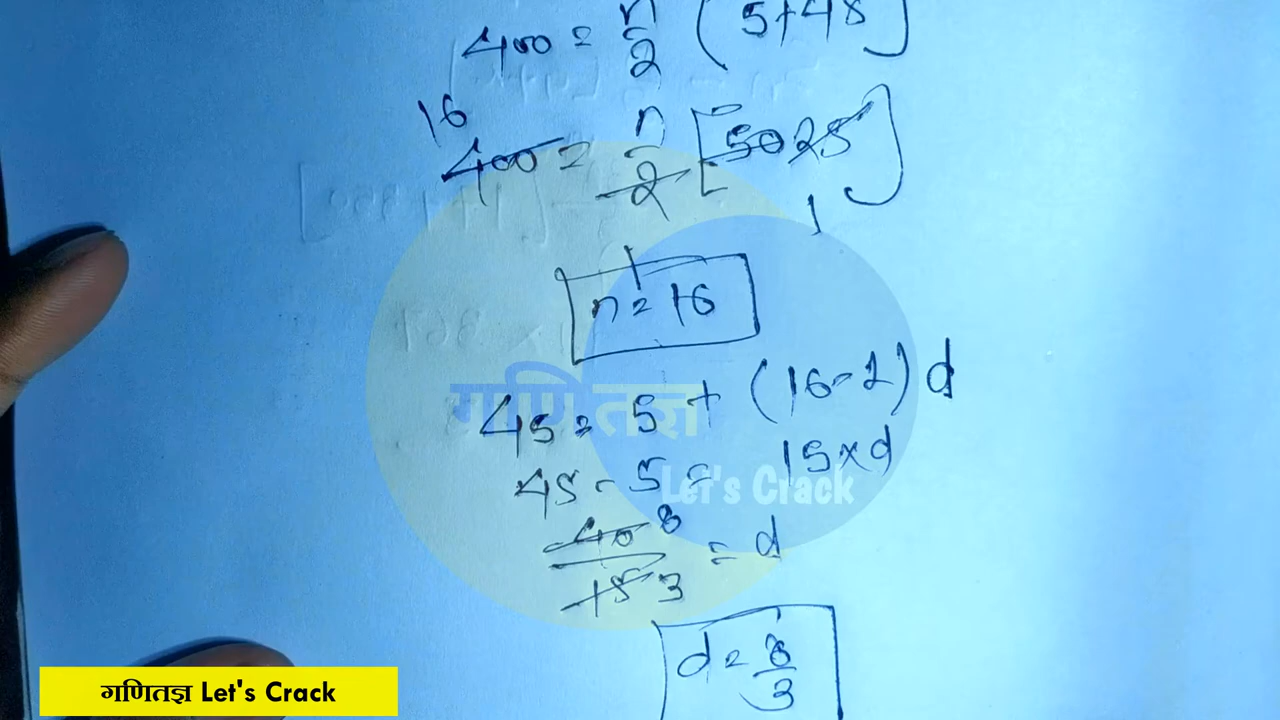 400 = n/2 (5+45)
16
400 = n/2 [50 25]
1
1
n = 16
45 = 5 + (16-1) d
45 - 5 = 15×d
40 8 / 15 3 = d
d = 8/3
गणितज्ञ
Let's Crack
गणितज्ञ Let's Crack